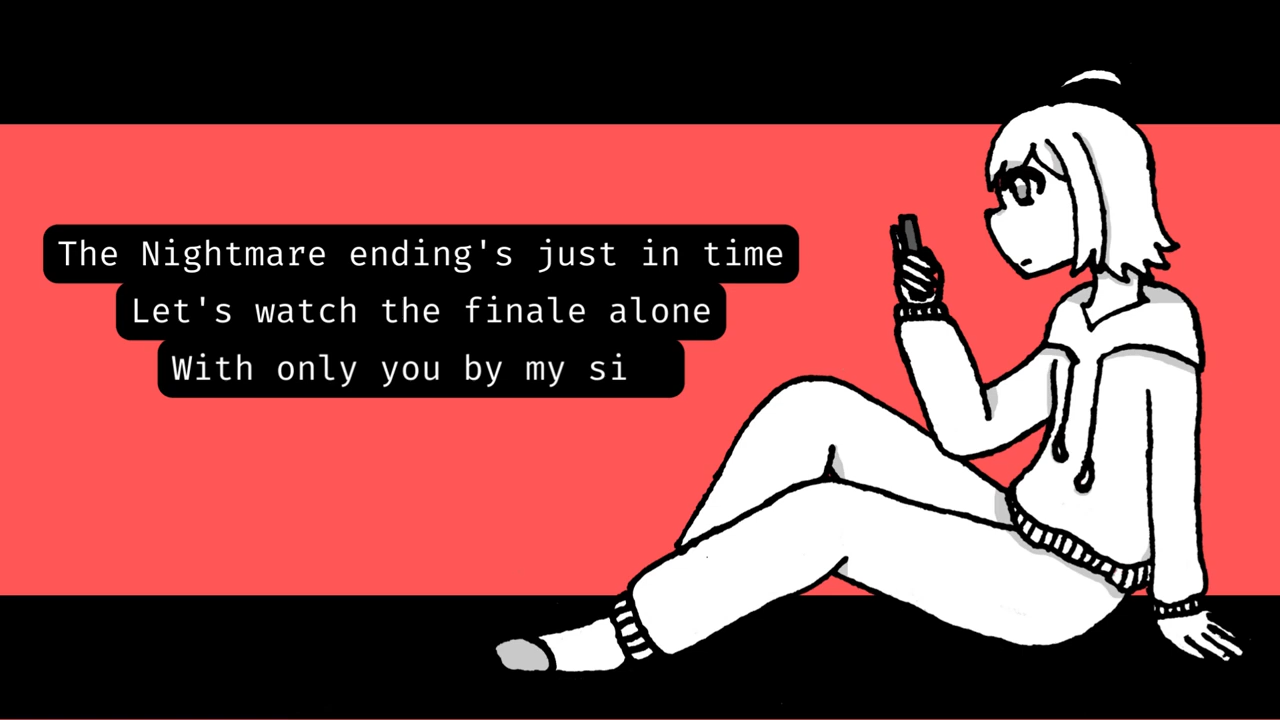 The Nightmare ending's just in time
Let's watch the finale alone
With only you by my si